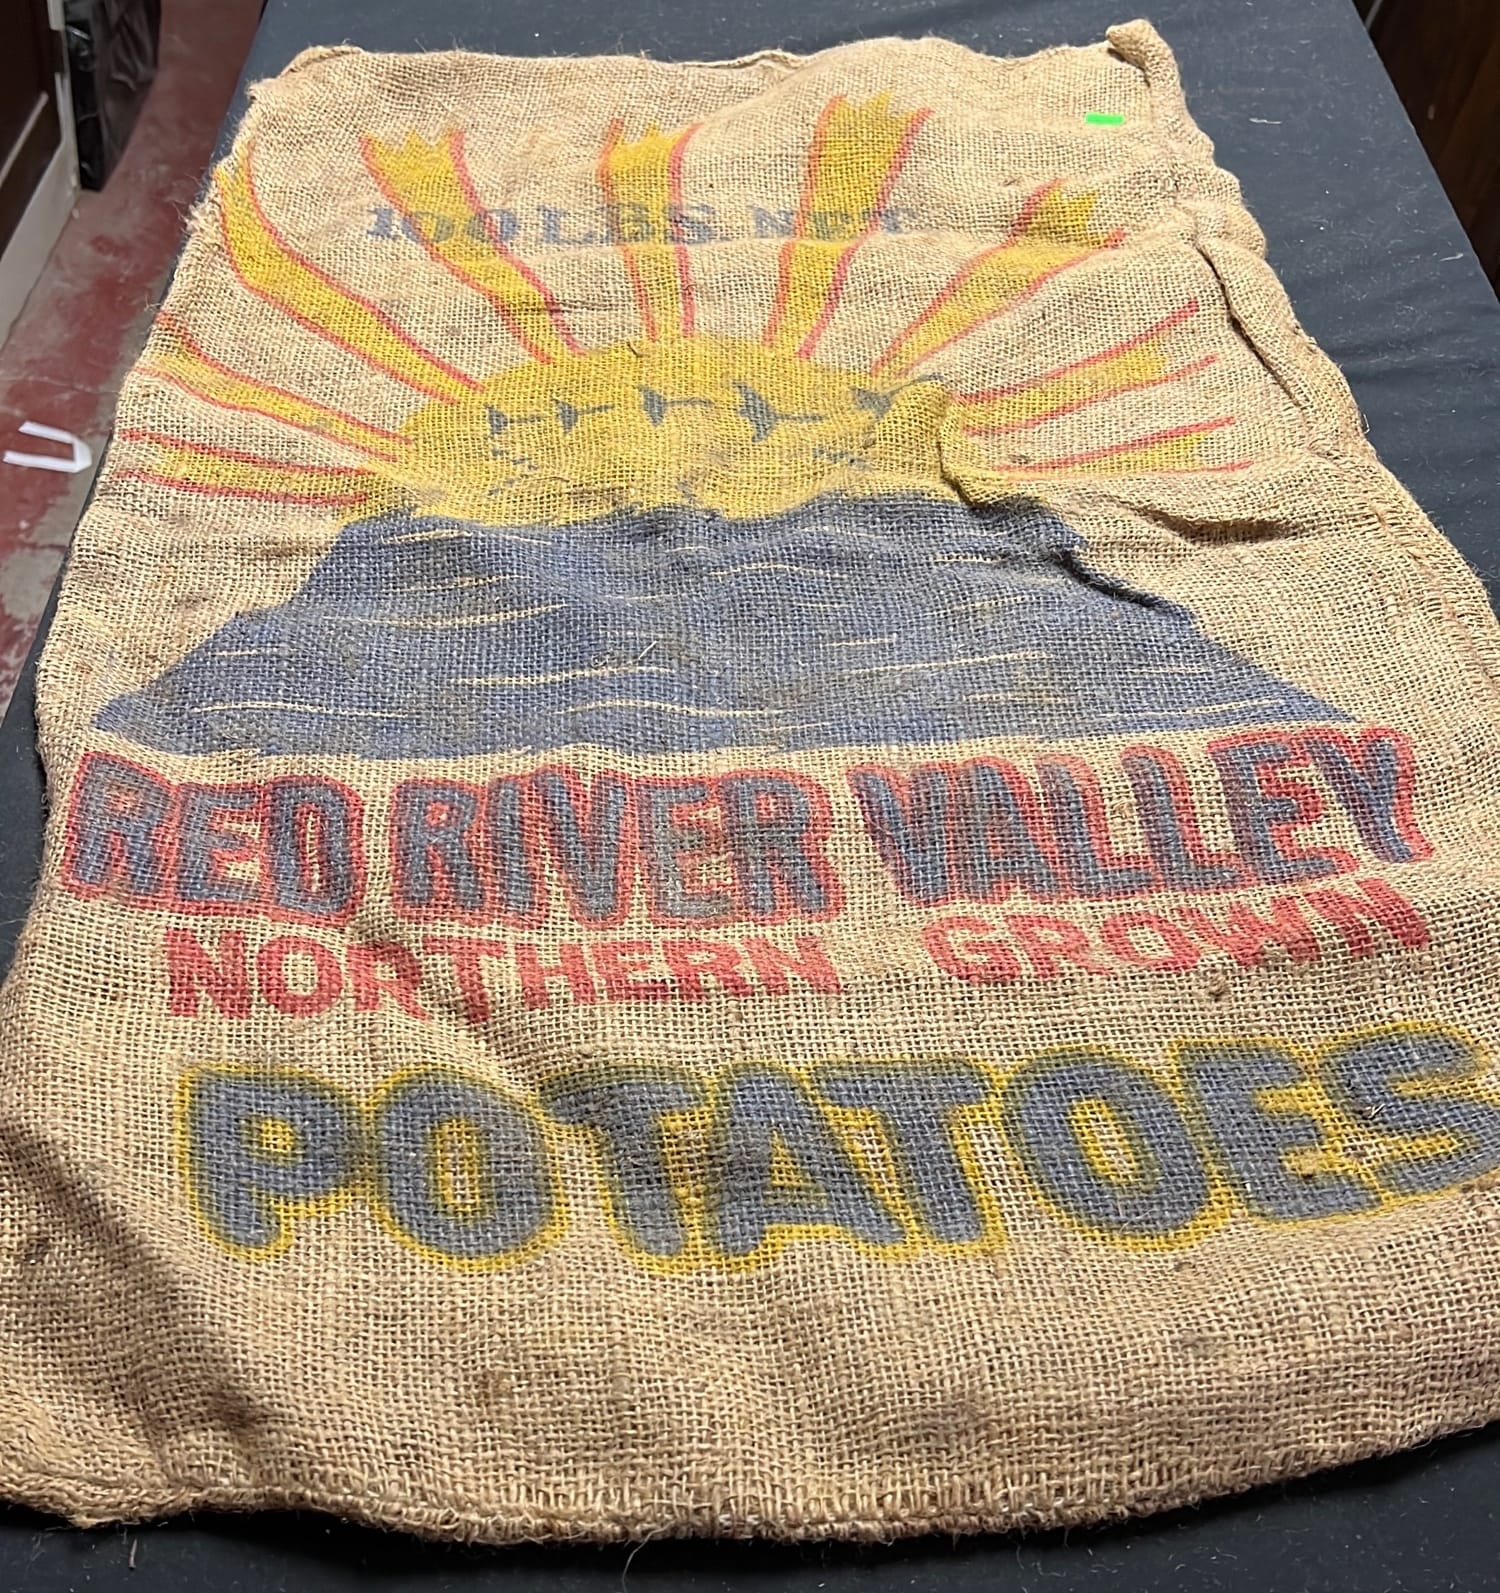 100 LBS. NET
RED RIVER VALLEY
NORTHERN GROWN
POTATOES